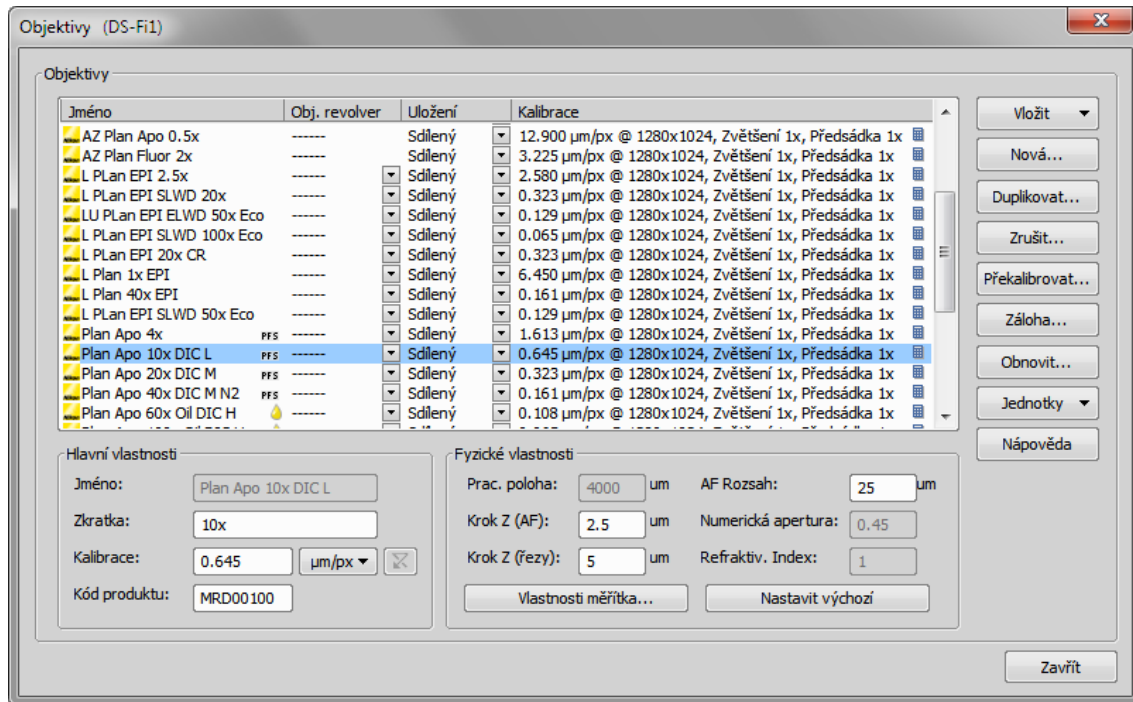 Objektivy (DS-Fi1)
Objektivy
Jméno Obj. revolver Uložení Kalibrace
AZ Plan Apo 0.5x ------ Sdílený 12.900 µm/px @ 1280x1024, Zvětšení 1x, Předsádka 1x
AZ Plan Fluor 2x ------ Sdílený 3.225 µm/px @ 1280x1024, Zvětšení 1x, Předsádka 1x
L PLan EPI 2.5x ------ Sdílený 2.580 µm/px @ 1280x1024, Zvětšení 1x, Předsádka 1x
L PLan EPI SLWD 20x ------ Sdílený 0.323 µm/px @ 1280x1024, Zvětšení 1x, Předsádka 1x
LU PLan EPI ELWD 50x Eco ------ Sdílený 0.129 µm/px @ 1280x1024, Zvětšení 1x, Předsádka 1x
L PLan EPI SLWD 100x Eco ------ Sdílený 0.065 µm/px @ 1280x1024, Zvětšení 1x, Předsádka 1x
L PLan EPI 20x CR ------ Sdílený 0.323 µm/px @ 1280x1024, Zvětšení 1x, Předsádka 1x
L Plan 1x EPI ------ Sdílený 6.450 µm/px @ 1280x1024, Zvětšení 1x, Předsádka 1x
L Plan 40x EPI ------ Sdílený 0.161 µm/px @ 1280x1024, Zvětšení 1x, Předsádka 1x
L PLan EPI SLWD 50x Eco ------ Sdílený 0.129 µm/px @ 1280x1024, Zvětšení 1x, Předsádka 1x
Plan Apo 4x PFS ------ Sdílený 1.613 µm/px @ 1280x1024, Zvětšení 1x, Předsádka 1x
Plan Apo 10x DIC L PFS ------ Sdílený 0.645 µm/px @ 1280x1024, Zvětšení 1x, Předsádka 1x
Plan Apo 20x DIC M PFS ------ Sdílený 0.323 µm/px @ 1280x1024, Zvětšení 1x, Předsádka 1x
Plan Apo 40x DIC M N2 PFS ------ Sdílený 0.161 µm/px @ 1280x1024, Zvětšení 1x, Předsádka 1x
Plan Apo 60x Oil DIC H ------ Sdílený 0.108 µm/px @ 1280x1024, Zvětšení 1x, Předsádka 1x
Vložit
Nová...
Duplikovat...
Zrušit...
Překalibrovat...
Záloha...
Obnovit...
Jednotky
Nápověda
Hlavní vlastnosti
Jméno: Plan Apo 10x DIC L
Zkratka: 10x
Kalibrace: 0.645 µm/px
Kód produktu: MRD00100
Fyzické vlastnosti
Prac. poloha: 4000 um AF Rozsah: 25 um
Krok Z (AF): 2.5 um Numerická apertura: 0.45
Krok Z (řezy): 5 um Refraktiv. Index: 1
Vlastnosti měřítka... Nastavit výchozí
Zavřít